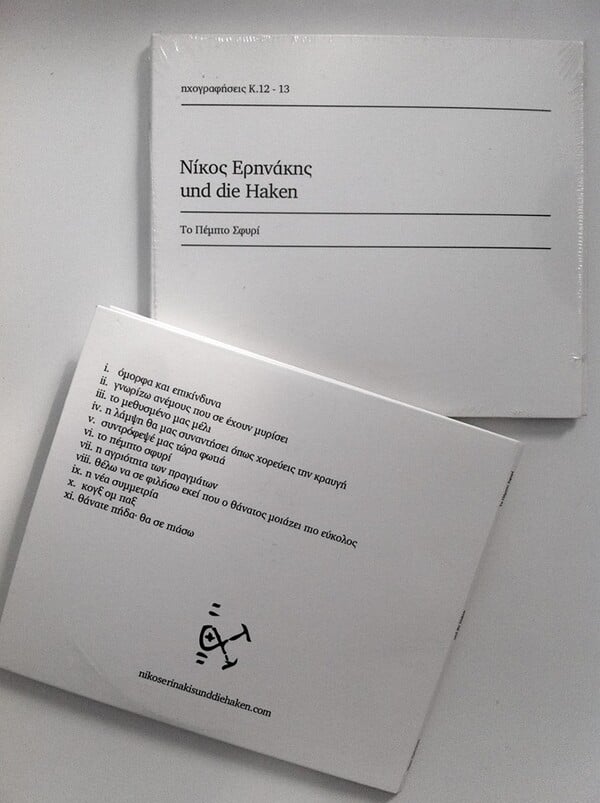 ηχογραφήσεις Κ.12 - 13
Νίκος Ερηνάκης
und die Haken
Το Πέμπτο Σφυρί
i. όμορφα και επικίνδυνα
ii. γνωρίζω ανέμους που σε έχουν μυρίσει
iii. το μεθυσμένο μας μέλι
iv. η λάμψη θα μας συναντήσει όπως χορεύεις την κραυγή
v. συντρόφεψέ μας τώρα φωτιά
vi. το πέμπτο σφυρί
vii. η αγριότητα των πραγμάτων
viii. θέλω να σε φιλήσω εκεί που ο θάνατος μοιάζει πιο εύκολος
ix. η νέα συμμετρία
x. κογξ ομ παξ
xi. θάνατε πήδα· θα σε πιάσω
nikoserinakisunddiehaken.com